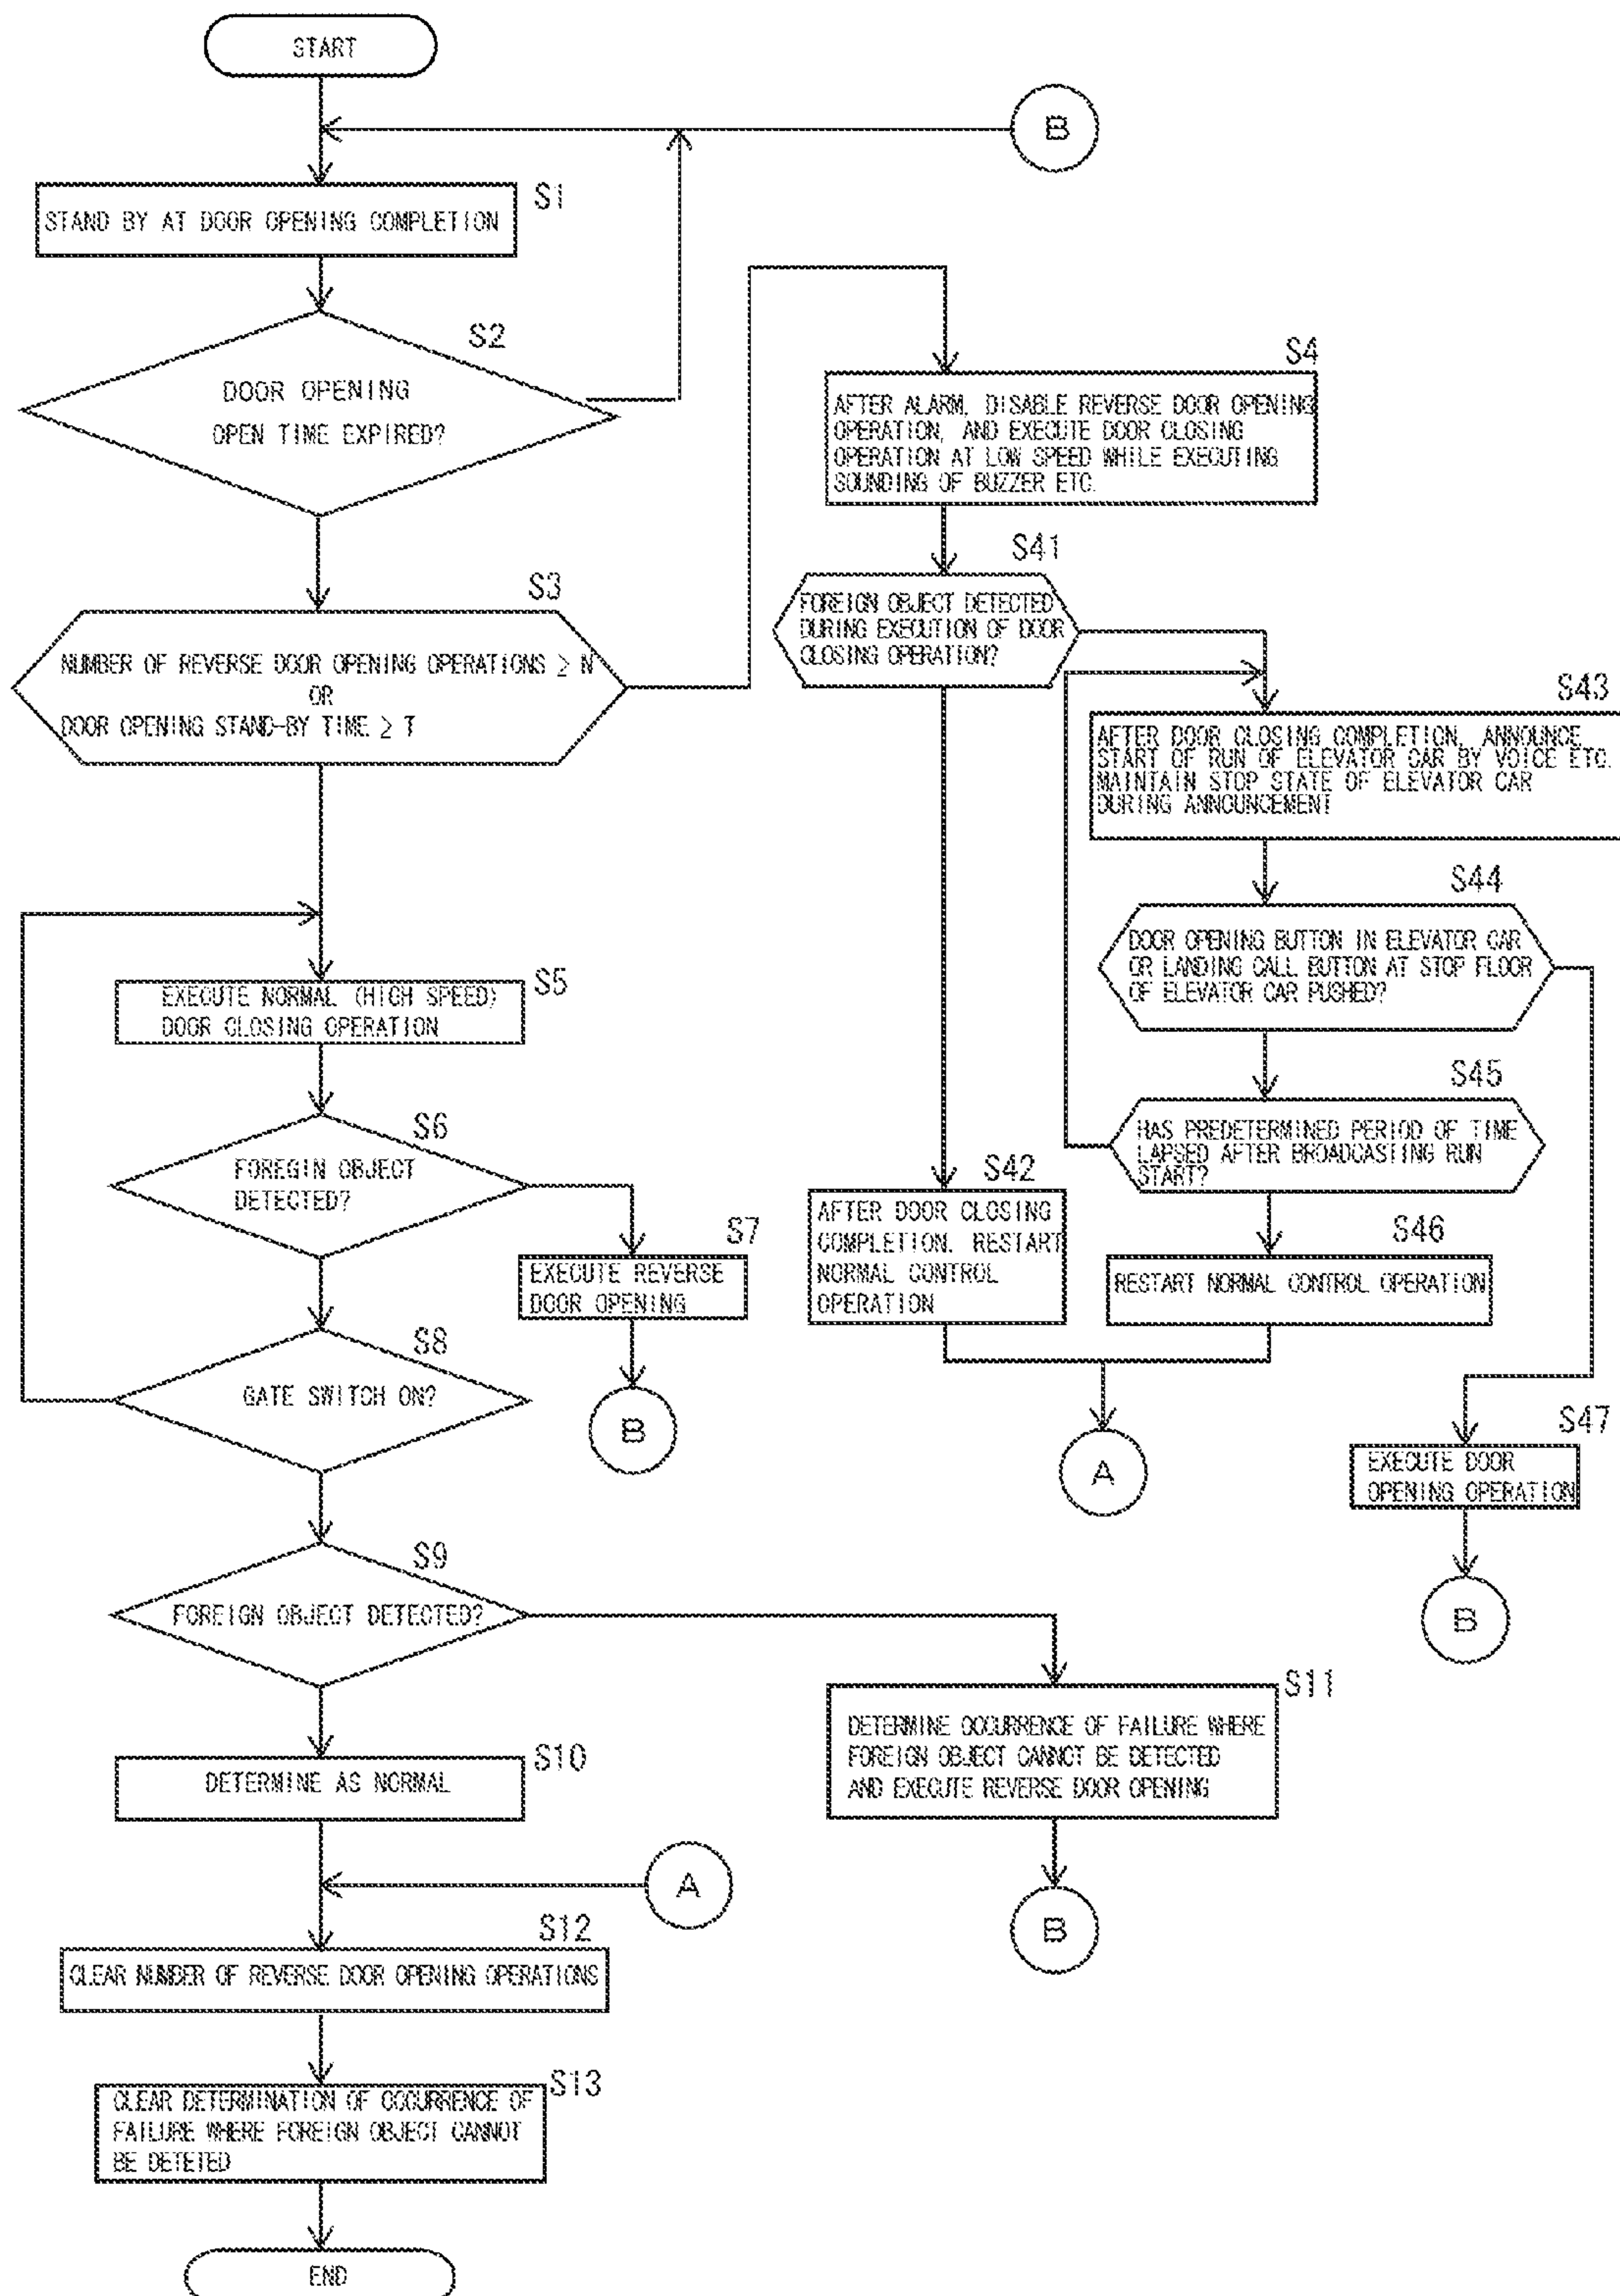 START
B
S1
STAND BY AT DOOR OPENING COMPLETION
S2
DOOR OPENING
OPEN TIME EXPIRED?
S3
NUMBER OF REVERSE DOOR OPENING OPERATIONS ≥ N
OR
DOOR OPENING STAND-BY TIME ≥ T
S4
AFTER ALARM, DISABLE REVERSE DOOR OPENING
OPERATION, AND EXECUTE DOOR CLOSING
OPERATION AT LOW SPEED WHILE EXECUTING
SOUNDING OF BUZZER ETC.
S41
FOREIGN OBJECT DETECTED
DURING EXECUTION OF DOOR
CLOSING OPERATION?
S43
AFTER DOOR CLOSING COMPLETION, ANNOUNCE
START OF RUN OF ELEVATOR CAR BY VOICE ETC.
MAINTAIN STOP STATE OF ELEVATOR CAR
DURING ANNOUNCEMENT
S44
DOOR OPENING BUTTON IN ELEVATOR CAR
OR LANDING CALL BUTTON AT STOP FLOOR
OF ELEVATOR CAR PUSHED?
S45
HAS PREDETERMINED PERIOD OF TIME
LAPSED AFTER BROADCASTING RUN
START?
S5
EXECUTE NORMAL (HIGH SPEED)
DOOR CLOSING OPERATION
S6
FOREGIN OBJECT
DETECTED?
S7
EXECUTE REVERSE
DOOR OPENING
B
S42
AFTER DOOR CLOSING
COMPLETION, RESTART
NORMAL CONTROL
OPERATION
S46
RESTART NORMAL CONTROL OPERATION
A
S47
EXECUTE DOOR
OPENING OPERATION
B
S8
GATE SWITCH ON?
S9
FOREIGN OBJECT DETECTED?
S11
DETERMINE OCCURRENCE OF FAILURE WHERE
FOREIGN OBJECT CANNOT BE DETECTED
AND EXECUTE REVERSE DOOR OPENING
B
S10
DETERMINE AS NORMAL
A
S12
CLEAR NUMBER OF REVERSE DOOR OPENING OPERATIONS
S13
CLEAR DETERMINATION OF OCCURRENCE OF
FAILURE WHERE FOREIGN OBJECT CANNOT
BE DETETED
END